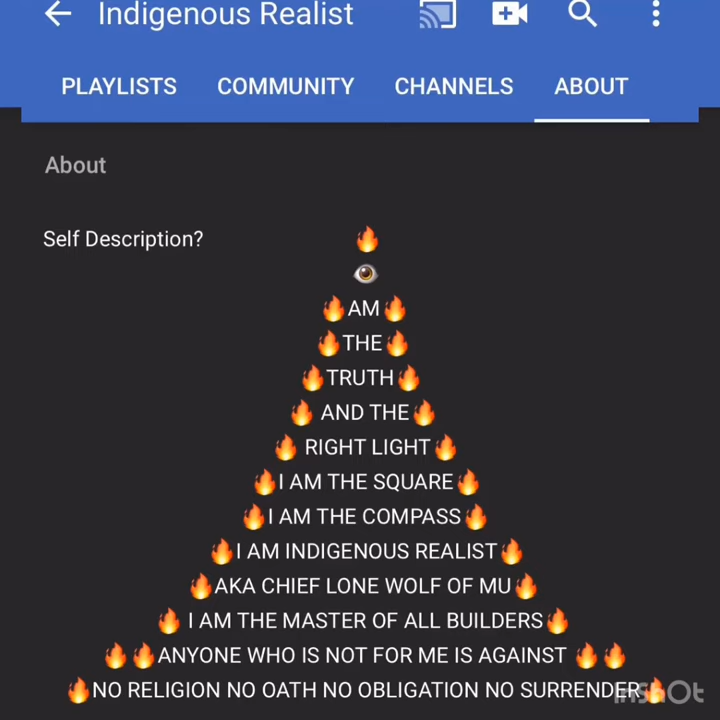 Indigenous Realist
PLAYLISTS COMMUNITY CHANNELS ABOUT
About
Self Description? 🔥
👁
🔥AM🔥
🔥THE🔥
🔥TRUTH🔥
🔥 AND THE🔥
🔥 RIGHT LIGHT🔥
🔥I AM THE SQUARE🔥
🔥I AM THE COMPASS🔥
🔥I AM INDIGENOUS REALIST🔥
🔥AKA CHIEF LONE WOLF OF MU🔥
🔥 I AM THE MASTER OF ALL BUILDERS🔥
🔥🔥ANYONE WHO IS NOT FOR ME IS AGAINST 🔥🔥
🔥NO RELIGION NO OATH NO OBLIGATION NO SURRENDER🔥
InShOt